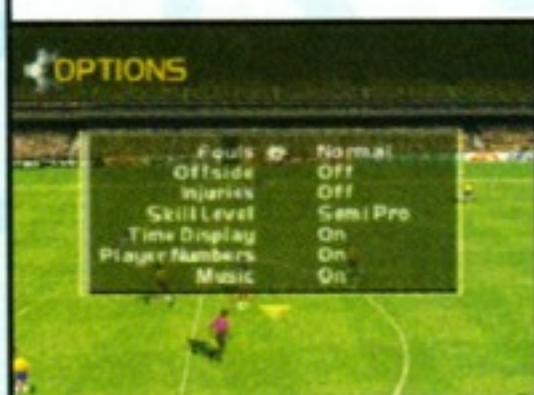 OPTIONS
Fouls Normal
Offside Off
Injuries Off
Skill Level Semi Pro
Time Display On
Player Numbers On
Music On